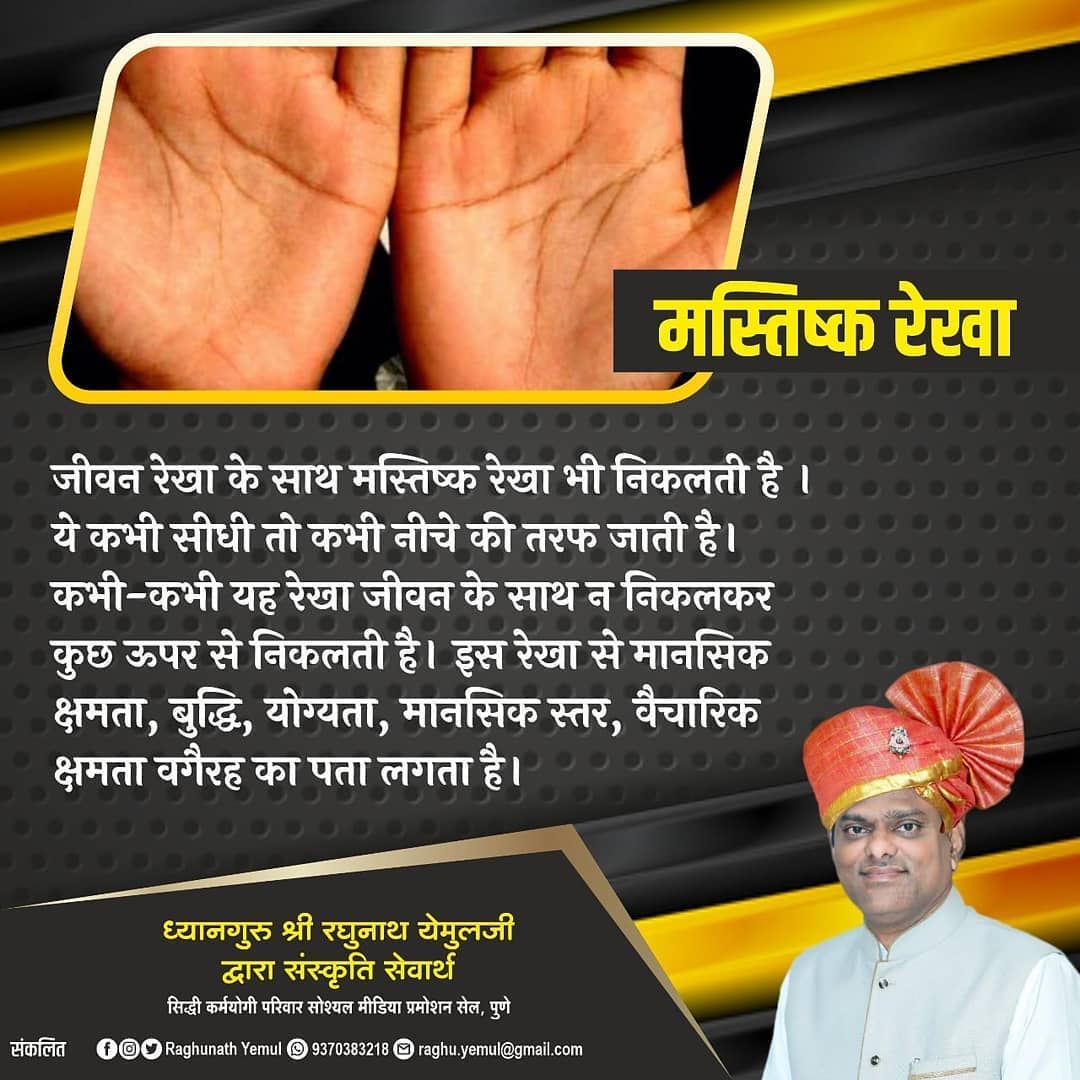 मस्तिष्क रेखा
जीवन रेखा के साथ मस्तिष्क रेखा भी निकलती है ।
ये कभी सीधी तो कभी नीचे की तरफ जाती है।
कभी-कभी यह रेखा जीवन के साथ न निकलकर
कुछ ऊपर से निकलती है। इस रेखा से मानसिक
क्षमता, बुद्धि, योग्यता, मानसिक स्तर, वैचारिक
क्षमता वगैरह का पता लगता है।
ध्यानगुरु श्री रघुनाथ येमुलजी
द्वारा संस्कृति सेवार्थ
सिद्धी कर्मयोगी परिवार सोश्यल मीडिया प्रमोशन सेल, पुणे
संकलित Raghunath Yemul 9370383218 raghu.yemul@gmail.com